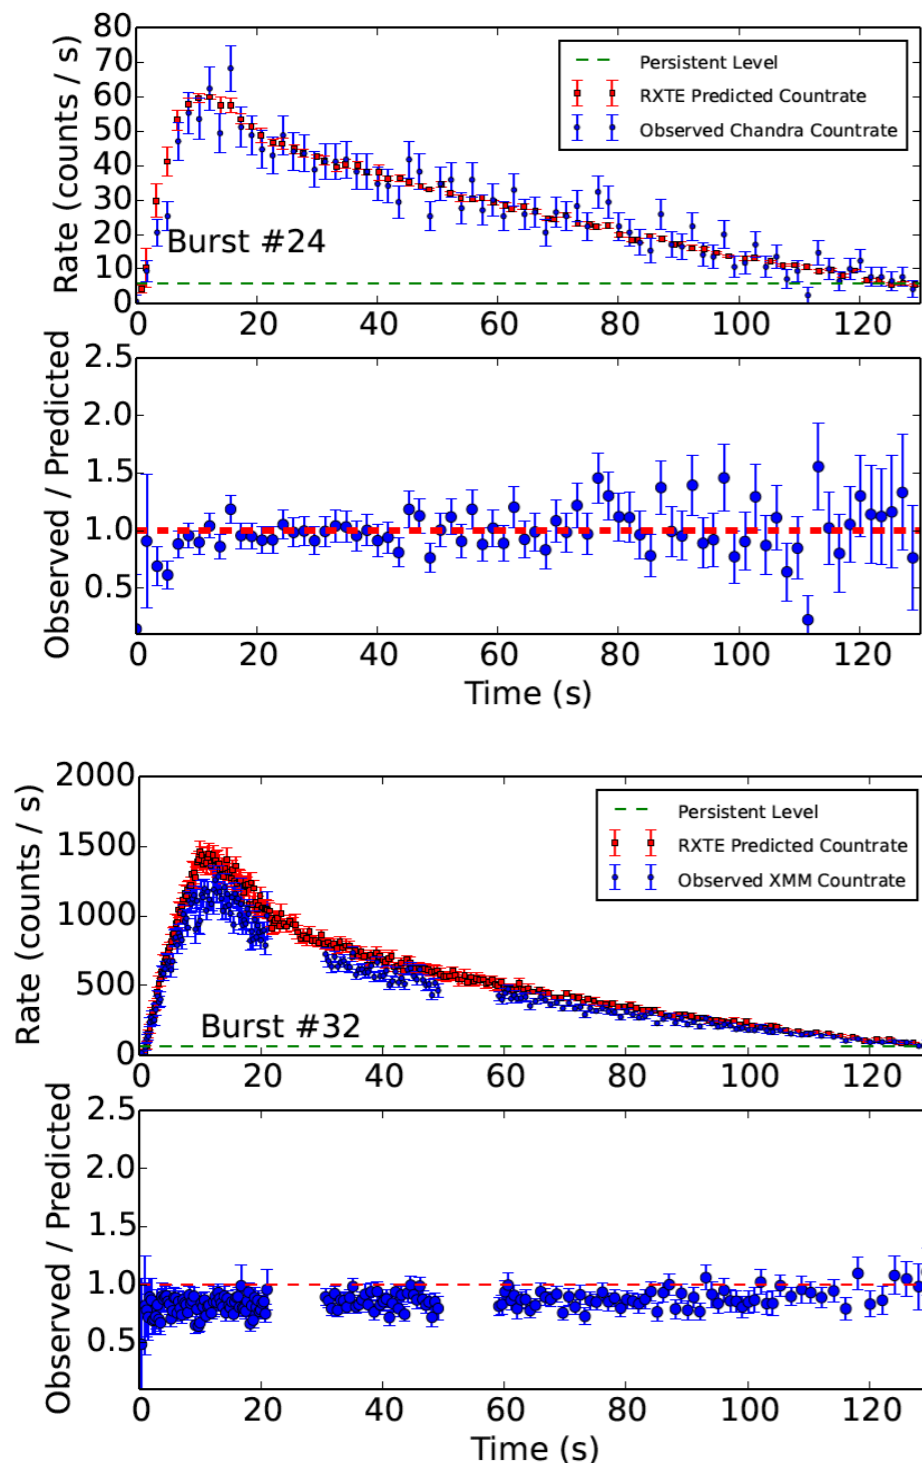 80
70
60
50
40
30
20
10
0
Rate (counts / s)
Persistent Level
RXTE Predicted Countrate
Observed Chandra Countrate
Burst #24
0 20 40 60 80 100 120
2.5
2.0
1.5
1.0
0.5
Observed / Predicted
0 20 40 60 80 100 120
Time (s)
2000
1500
1000
500
0
Rate (counts / s)
Persistent Level
RXTE Predicted Countrate
Observed XMM Countrate
Burst #32
0 20 40 60 80 100 120
2.5
2.0
1.5
1.0
0.5
Observed / Predicted
0 20 40 60 80 100 120
Time (s)